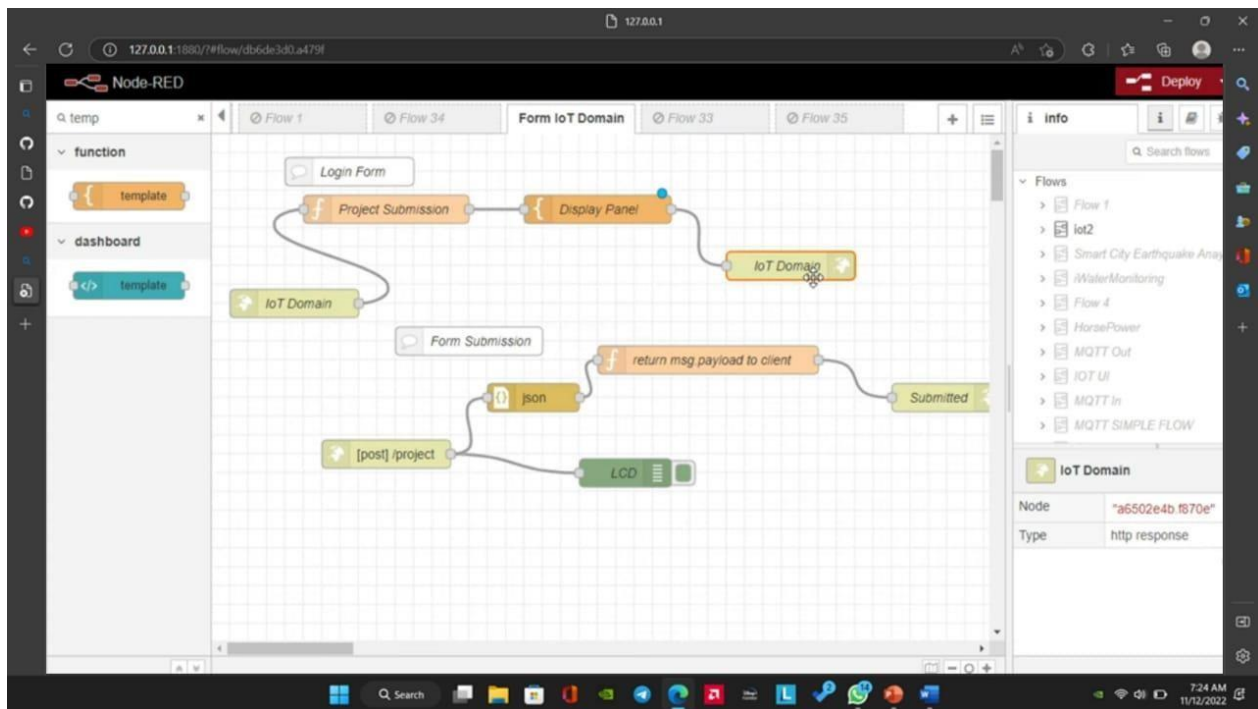 127.0.0.1
127.0.0.1:1880/?#flow/db6de3d0.a479f
Node-RED
Deploy
temp
Flow 1
Flow 34
Form IoT Domain
Flow 33
Flow 35
i info
i
Search flows
function
template
dashboard
template
Login Form
Project Submission
Display Panel
IoT Domain
IoT Domain
Form Submission
return msg.payload to client
json
Submitted
[post] /project
LCD
Flows
Flow 1
iot2
Smart City Earthquake Anay
iWaterMonitoring
Flow 4
HorsePower
MQTT Out
IOT UI
MQTT In
MQTT SIMPLE FLOW
IoT Domain
Node "a6502e4b.f870e"
Type http response
Search
7:24 AM
11/12/2022